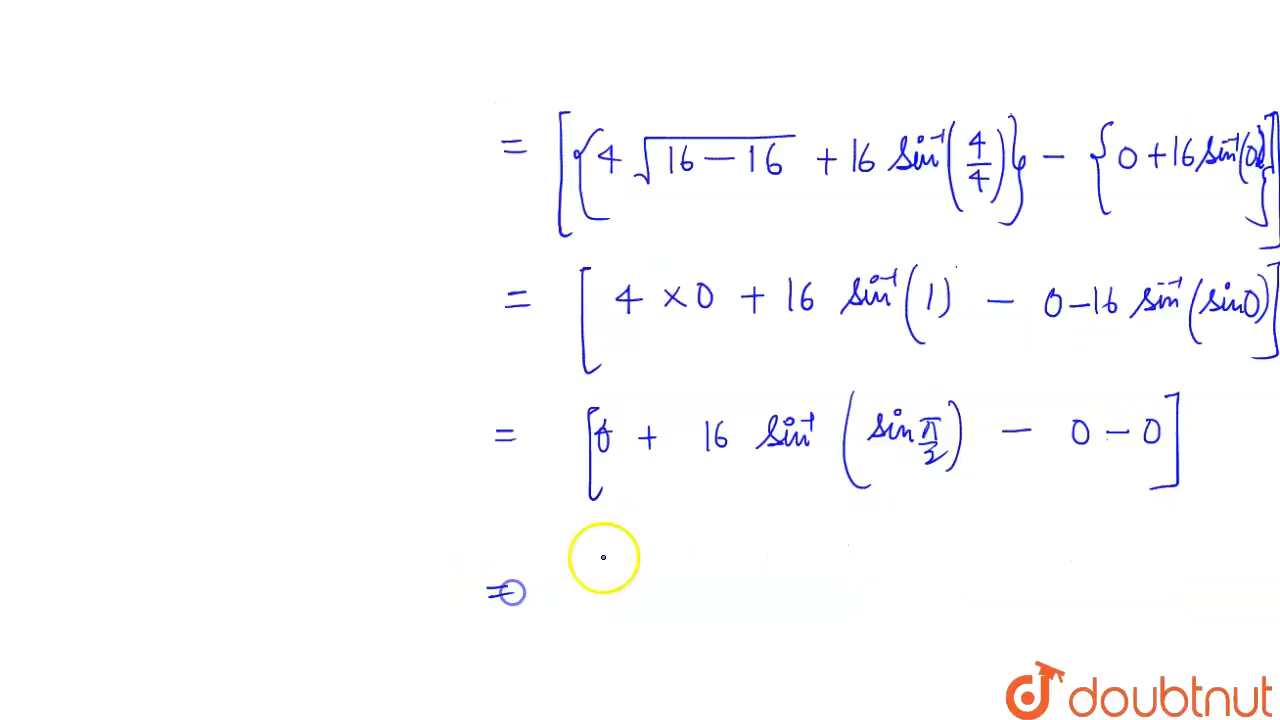 = [{4 √16 − 16 + 16 sin⁻¹(4/4)} − {0 + 16 sin⁻¹(0)}]
= [4 × 0 + 16 sin⁻¹(1) − 0 − 16 sin⁻¹(sin 0)]
= [0 + 16 sin⁻¹(sin π/2) − 0 − 0]
=
doubtnut